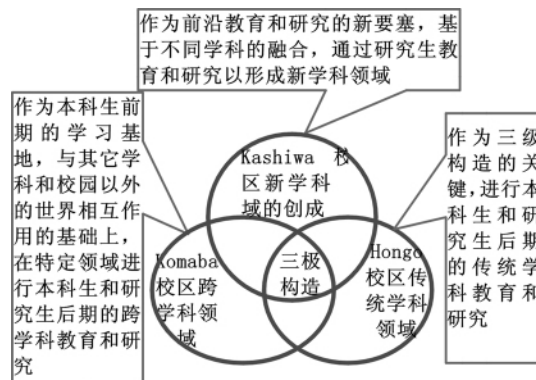 作为前沿教育和研究的新要塞，基
于不同学科的融合，通过研究生教
育和研究以形成新学科领域
作为本科生前
期的学习基
地，与其它学
科和校园以外
的世界相互作
用的基础上，
在特定领域进
行本科生和研
究生后期的跨
学科教育和研
究
Kashiwa 校
区新学科
域的创成
作为三级
构造的关
键，进行本
科生和研
究生后期
的传统学
科教育和
研究
Komaba
校区跨
学科领
域
三极
构造
Hongo
校区传
统学科
领域